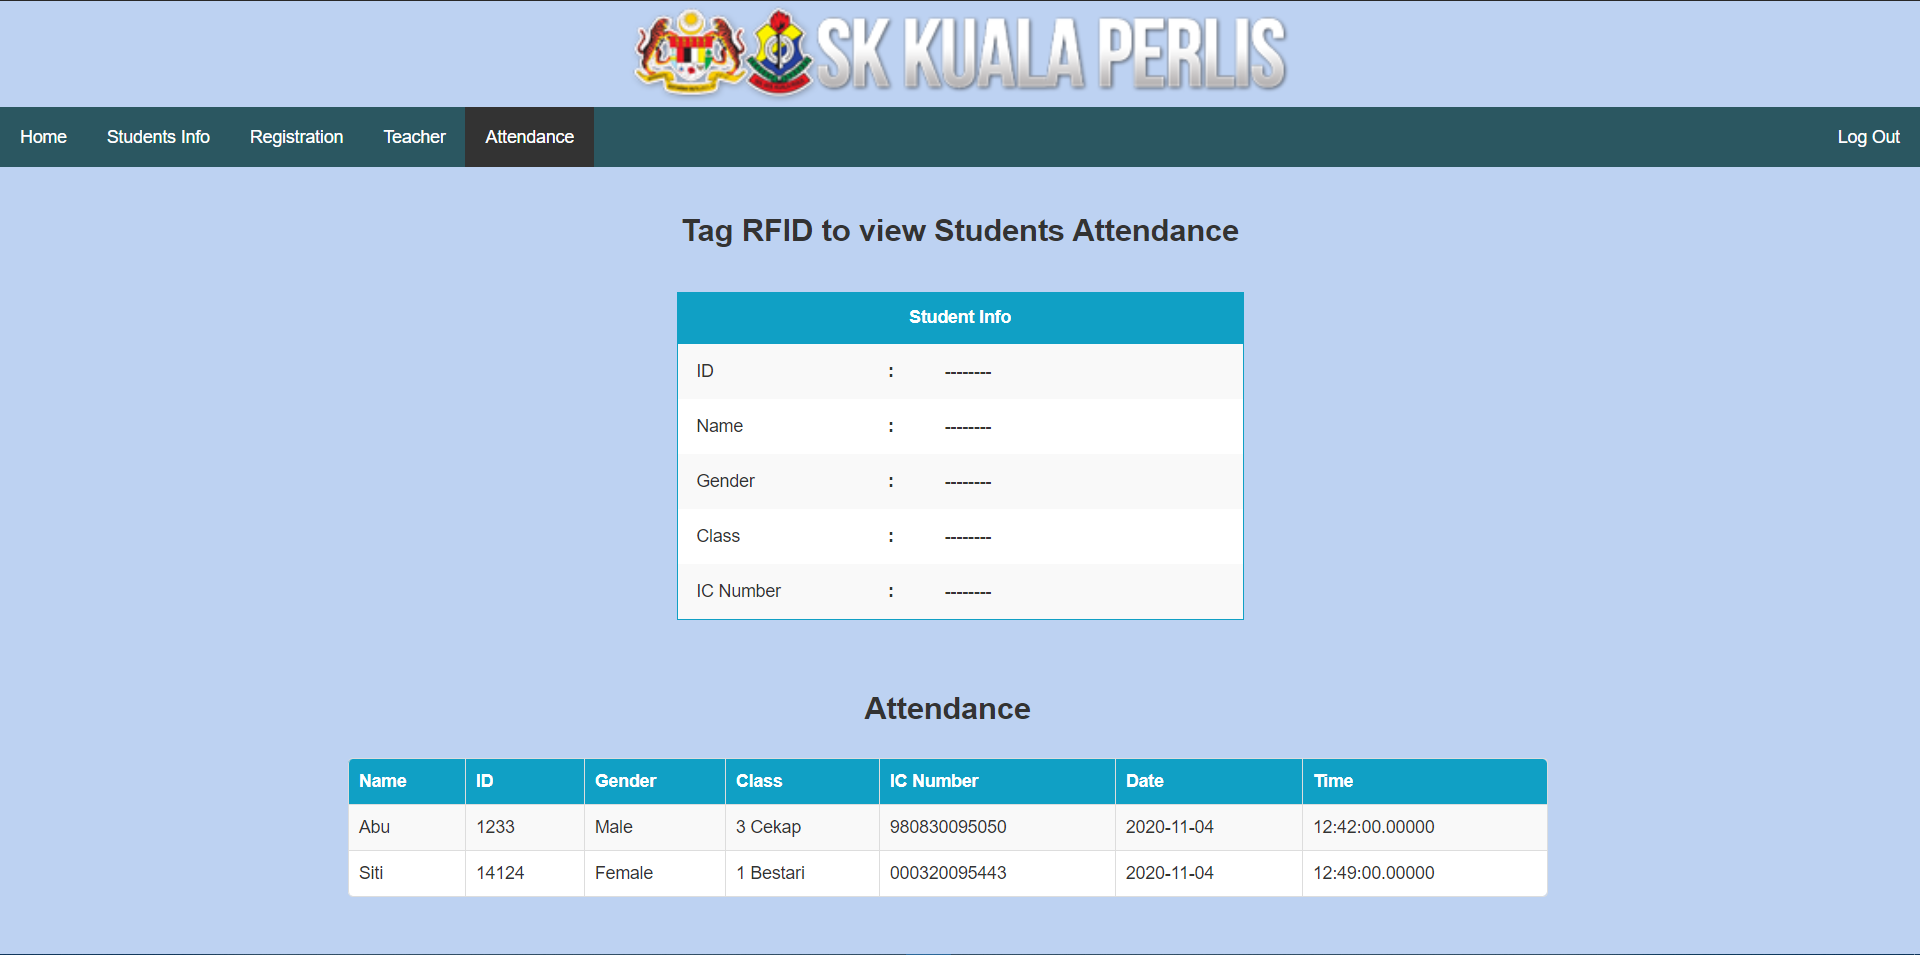 SK KUALA PERLIS
Home Students Info Registration Teacher Attendance Log Out
Tag RFID to view Students Attendance
Student Info
ID : --------
Name : --------
Gender : --------
Class : --------
IC Number : --------
Attendance
Name ID Gender Class IC Number Date Time
Abu 1233 Male 3 Cekap 980830095050 2020-11-04 12:42:00.00000
Siti 14124 Female 1 Bestari 000320095443 2020-11-04 12:49:00.00000